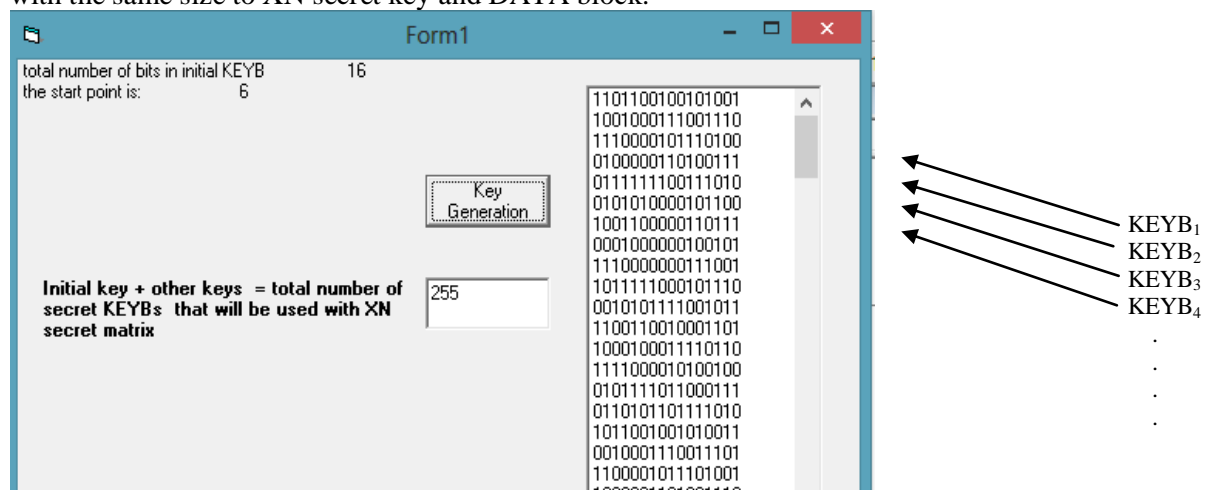 with the same size to XN secret key and DATA block.
Form1
total number of bits in initial KEYB 16
the start point is: 6
Key
Generation
Initial key + other keys = total number of
secret KEYBs that will be used with XN
secret matrix
255
1101100100101001
1001000111001110
1110000101110100
0100000110100111
0111111100111010
0101010000101100
1001100000110111
0001000000100101
1110000000111001
1011111000101110
0010101111001011
1100110010001101
1000100011110110
1111000010100100
0101111011000111
0110101101111010
1011001001010011
0010001110011101
1100001011101001
KEYB1
KEYB2
KEYB3
KEYB4
.
.
.
.